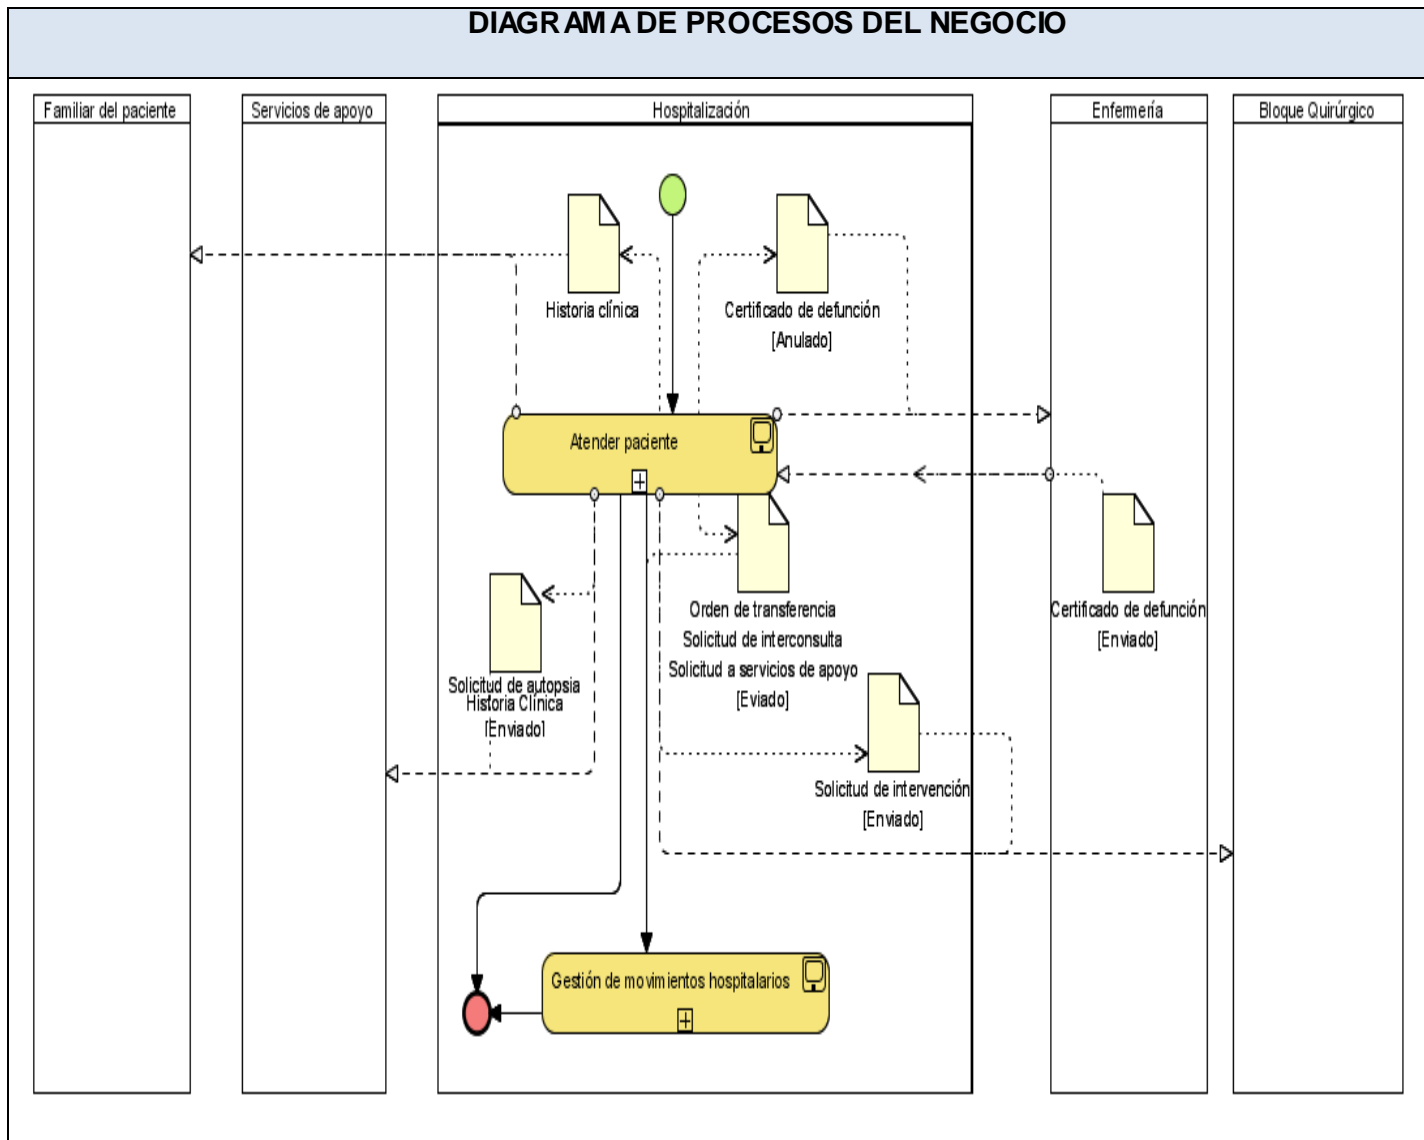 DIAGRAMA DE PROCESOS DEL NEGOCIO
Familiar del paciente
Servicios de apoyo
Hospitalización
Enfermería
Bloque Quirúrgico
Historia clínica
Certificado de defunción
[Anulado]
Atender paciente
Orden de transferencia
Solicitud de interconsulta
Solicitud a servicios de apoyo
[Eviado]
Certificado de defunción
[Enviado]
Solicitud de autopsia
Historia Clínica
[Enviado]
Solicitud de intervención
[Enviado]
Gestión de movimientos hospitalarios